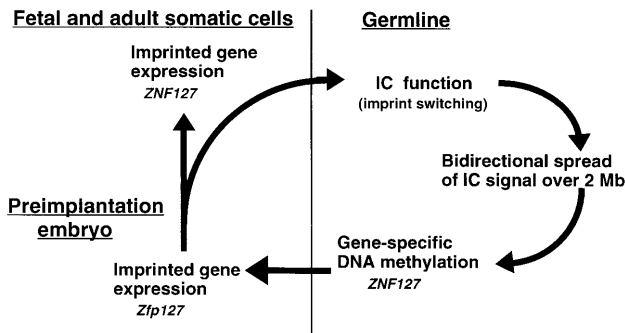 Fetal and adult somatic cells
Germline
Imprinted gene
expression
ZNF127
IC function
(imprint switching)
Bidirectional spread
of IC signal over 2 Mb
Preimplantation
embryo
Gene-specific
DNA methylation
ZNF127
Imprinted gene
expression
Zfp127